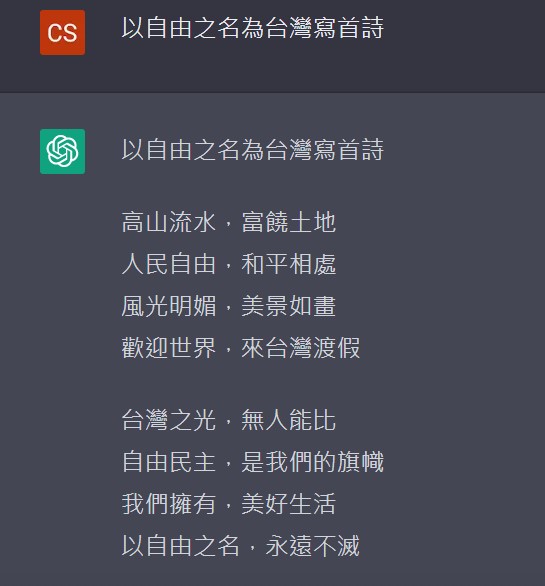 CS
以自由之名為台灣寫首詩
以自由之名為台灣寫首詩
高山流水，富饒土地
人民自由，和平相處
風光明媚，美景如畫
歡迎世界，來台灣渡假
台灣之光，無人能比
自由民主，是我們的旗幟
我們擁有，美好生活
以自由之名，永遠不滅